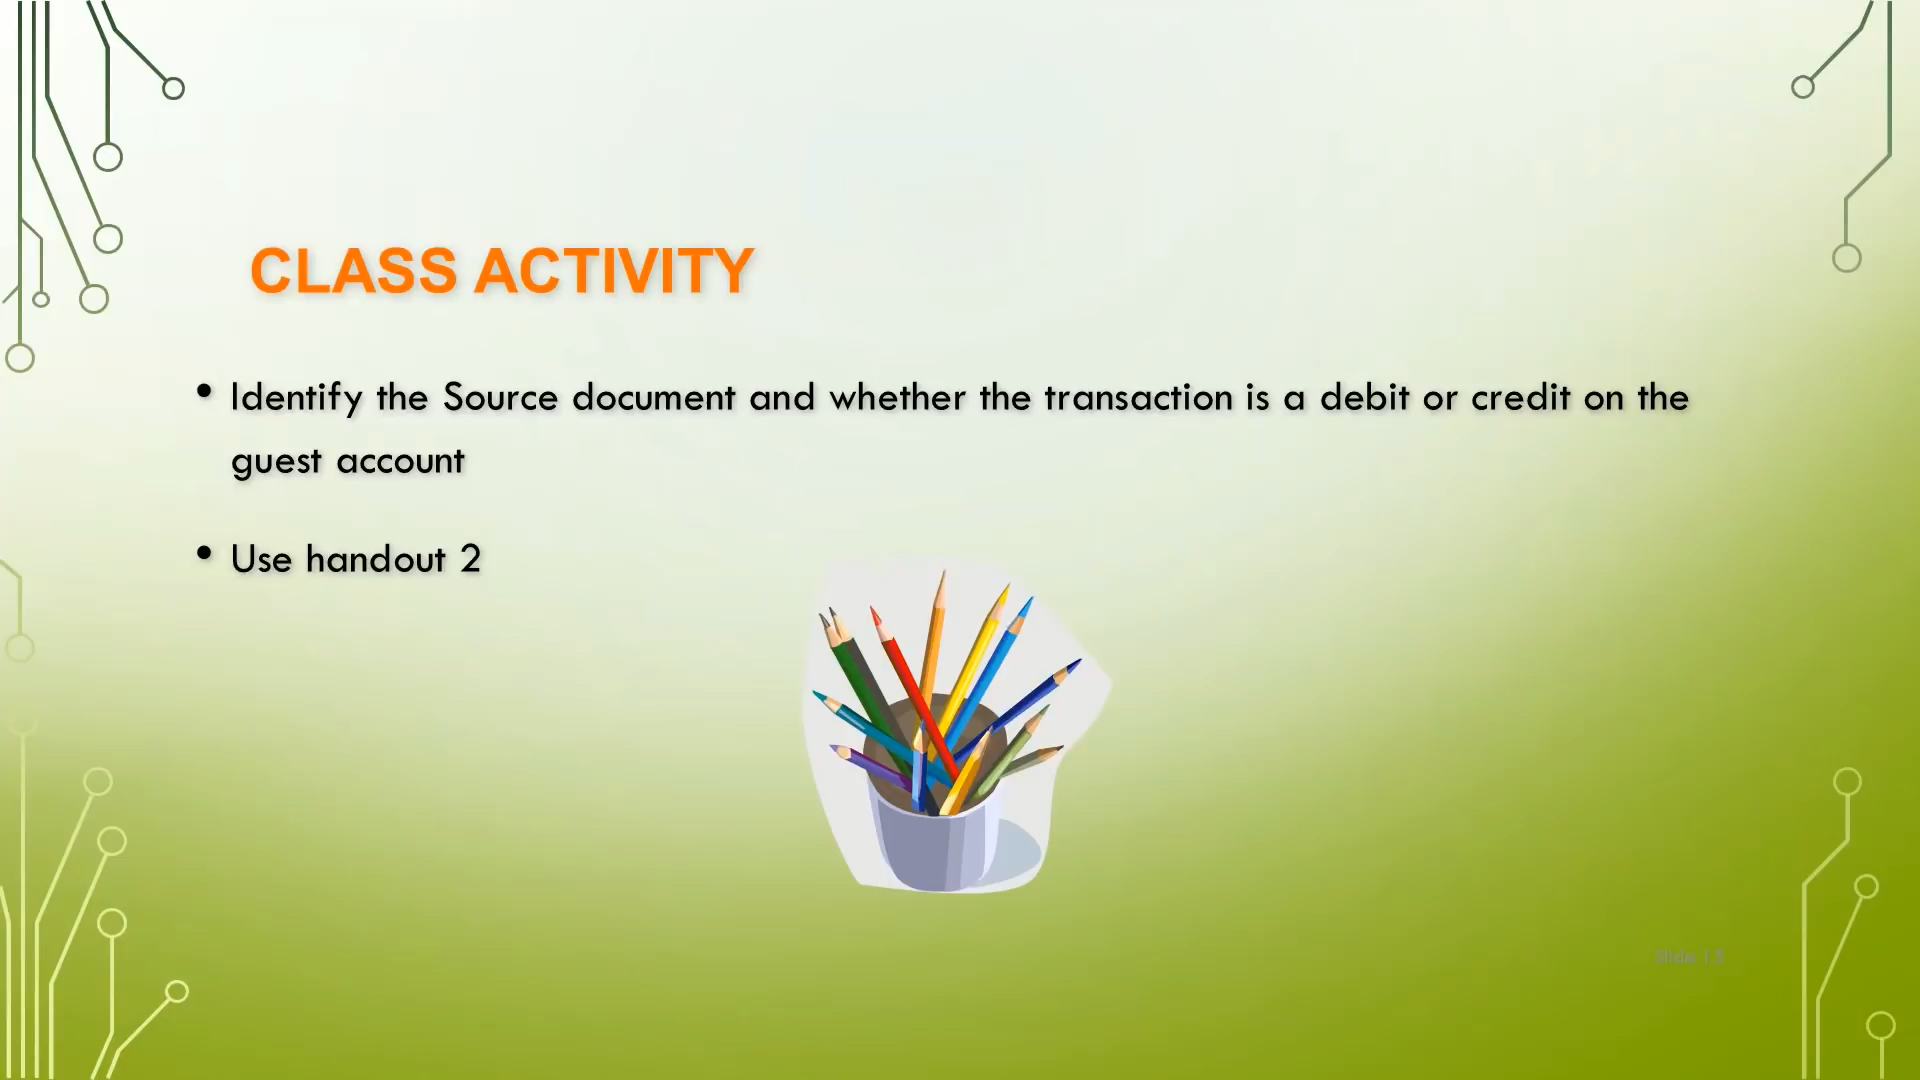 CLASS ACTIVITY
• Identify the Source document and whether the transaction is a debit or credit on the
guest account
• Use handout 2
Slide